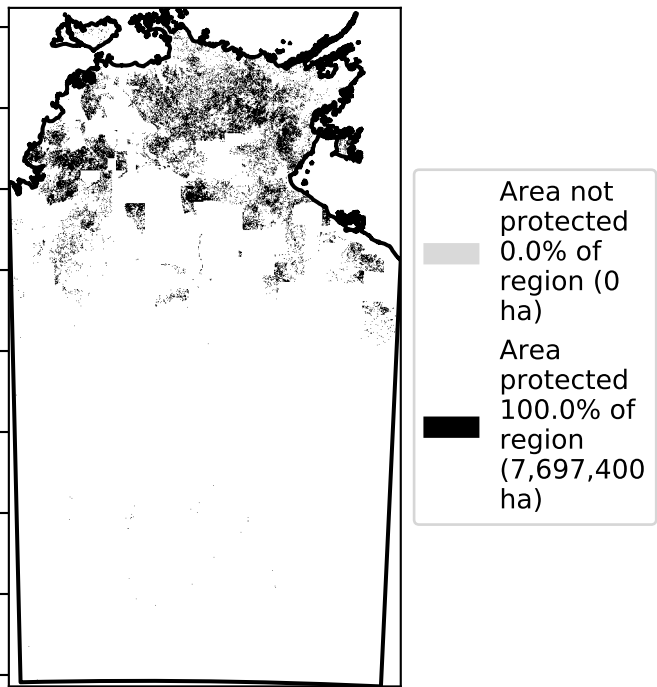 Area not
protected
0.0% of
region (0
ha)
Area
protected
100.0% of
region
(7,697,400
ha)